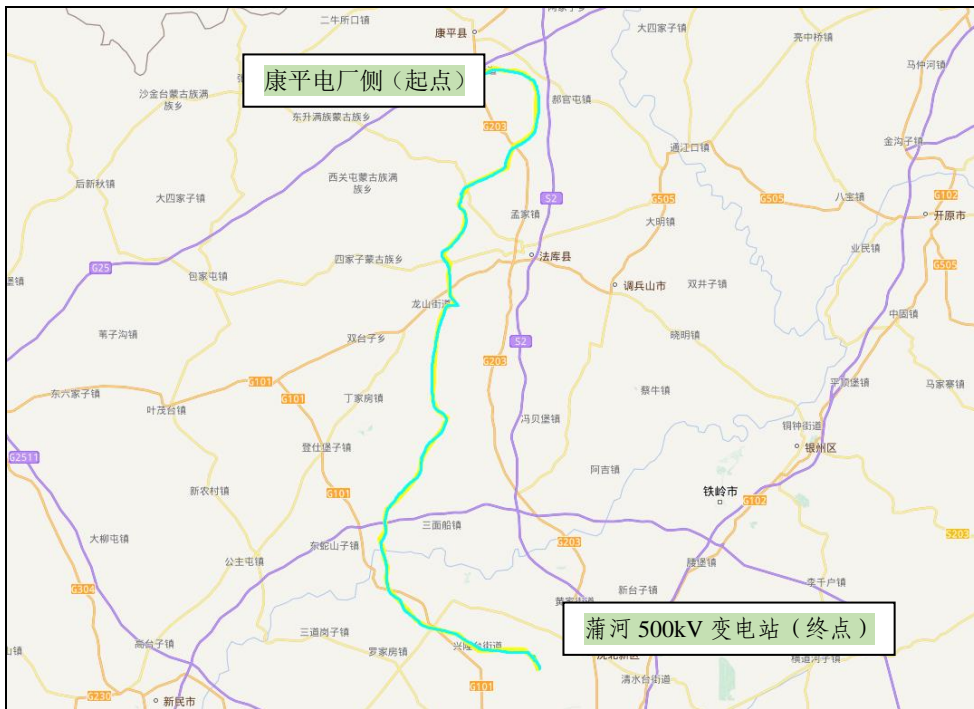 二牛所口镇
康平县
大四家子镇
亮中桥镇
马仲河镇
康平电厂侧（起点）
沙金台蒙古族满
族乡
东升满族蒙古族乡
郝官屯镇
G203
金沟子镇
通江口镇
西关屯蒙古族满
族乡
后新秋镇
大四家子镇
S2
G505
G505
八宝镇
G102
孟家镇
大明镇
开原市
业民镇
四家子蒙古族乡
法库县
G25
包家屯镇
G505
调兵山市
双井子镇
龙山街道
中固镇
苇子沟镇
双台子乡
S2
晓明镇
G203
G101
平顶堡镇
马家寨镇
东六家子镇
叶茂台镇
G101
丁家房镇
蔡牛镇
冯贝堡镇
铜钟街道
登仕堡子镇
银州区
G2511
阿吉镇
新农村镇
G101
铁岭市
G102
三面船镇
大柳屯镇
东蛇山子镇
G203
S203
公主屯镇
腰堡镇
G304
新台子镇
李千户镇
三道岗子镇
蒲河 500kV 变电站（终点）
高台子镇
罗家房镇
兴隆台街道
横道河子镇
清水台街道
G101
G230
新民市